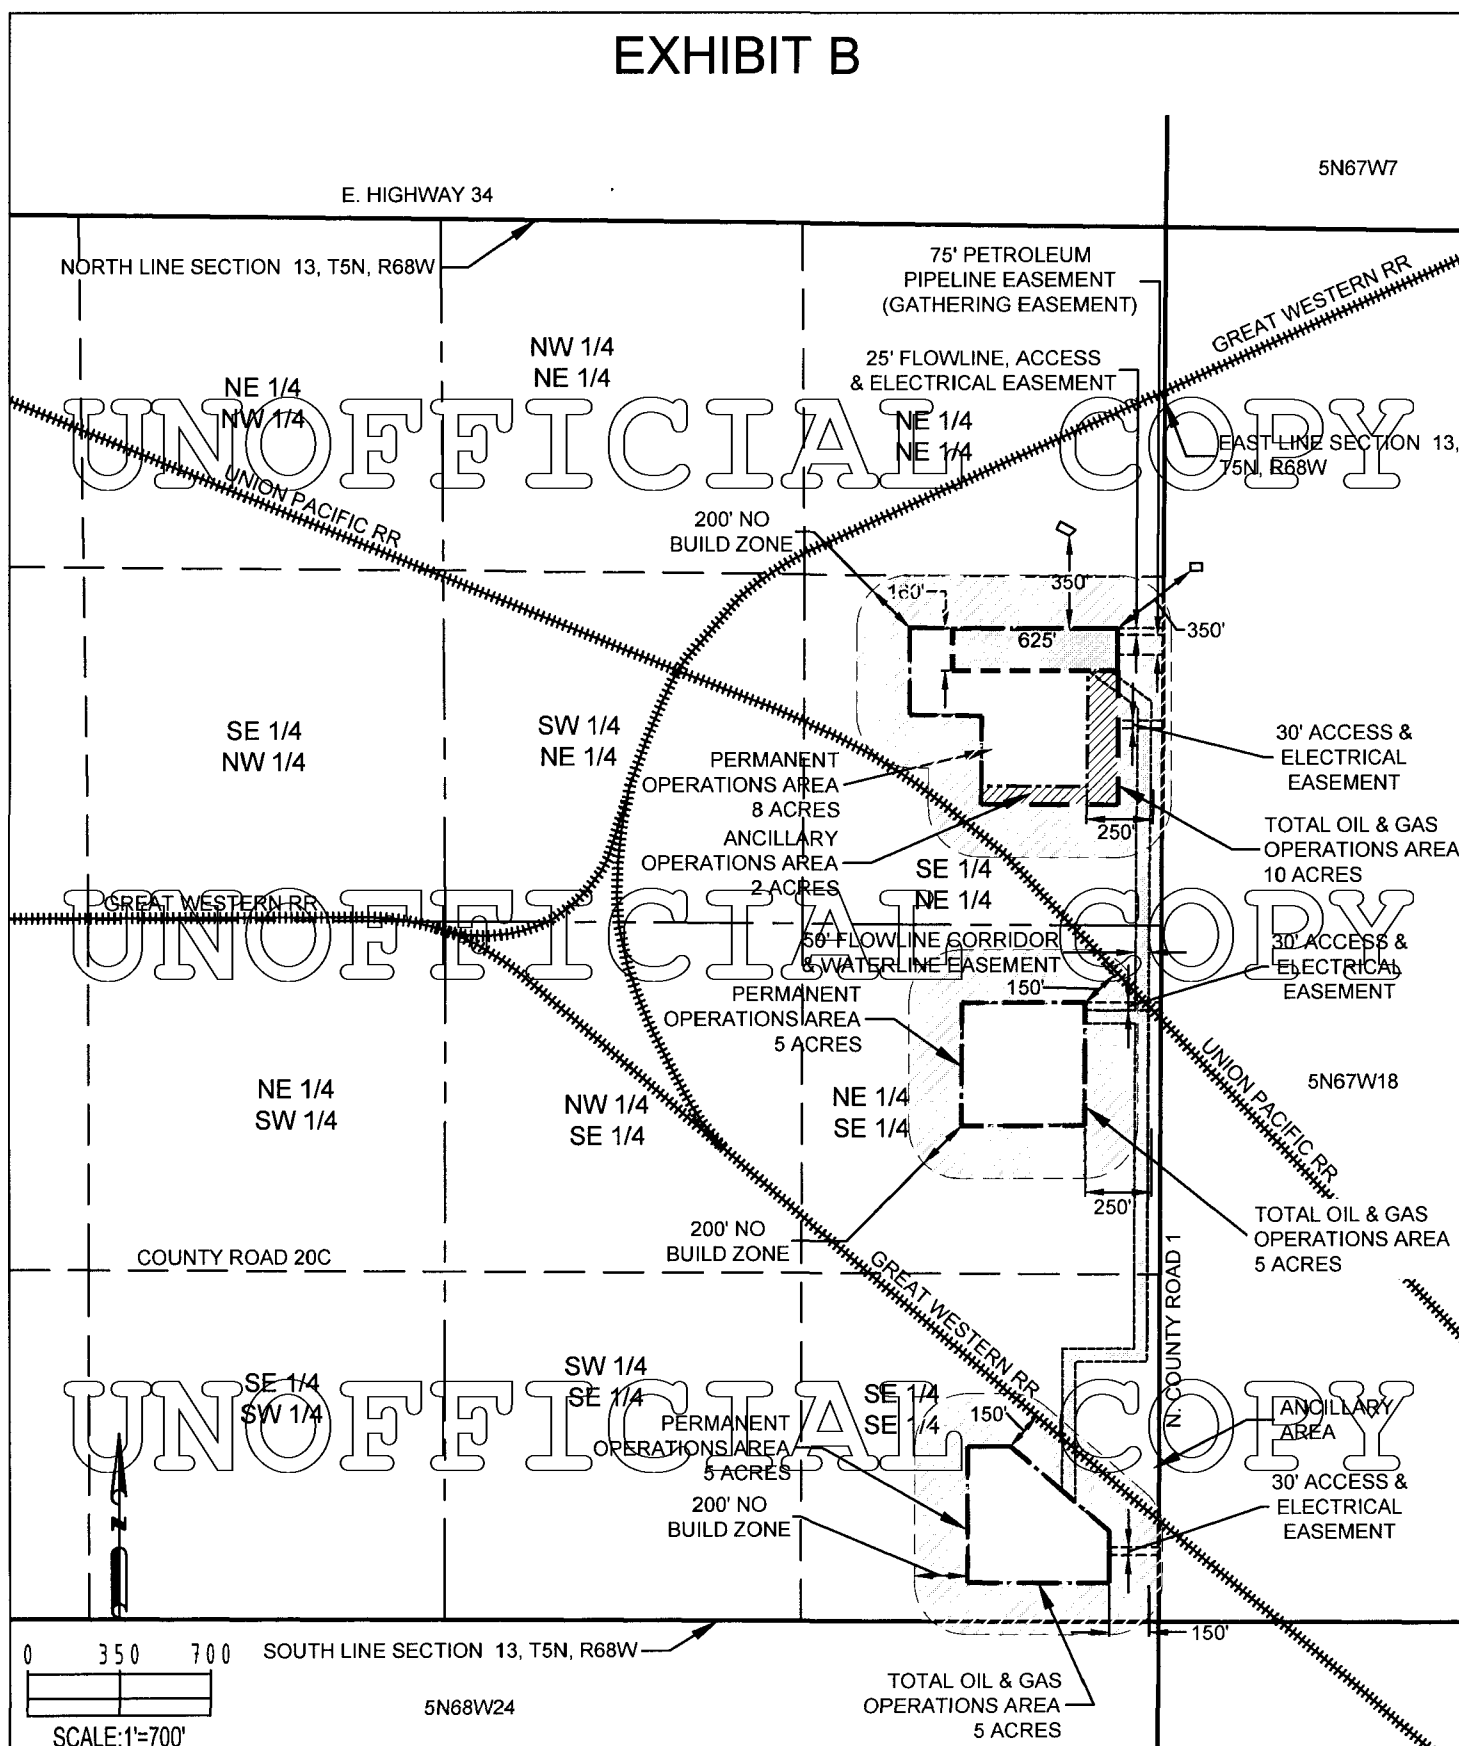 EXHIBIT B
5N67W7
E. HIGHWAY 34
NORTH LINE SECTION 13, T5N, R68W
75' PETROLEUM
PIPELINE EASEMENT
(GATHERING EASEMENT)
GREAT WESTERN RR
NW 1/4
NE 1/4
25' FLOWLINE, ACCESS
& ELECTRICAL EASEMENT
NE 1/4
NW 1/4
NE 1/4
NE 1/4
UNOFFICIAL COPY
EAST LINE SECTION 13,
T5N, R68W
UNION PACIFIC RR
200' NO
BUILD ZONE
350'
160'
625'
350'
SE 1/4
NW 1/4
SW 1/4
NE 1/4
30' ACCESS &
ELECTRICAL
EASEMENT
PERMANENT
OPERATIONS AREA
8 ACRES
250'
TOTAL OIL & GAS
OPERATIONS AREA
10 ACRES
ANCILLARY
OPERATIONS AREA
2 ACRES
SE 1/4
NE 1/4
GREAT WESTERN RR
UNOFFICIAL COPY
50' FLOWLINE CORRIDOR
& WATERLINE EASEMENT
30' ACCESS &
ELECTRICAL
EASEMENT
150'
PERMANENT
OPERATIONS AREA
5 ACRES
UNION PACIFIC RR
5N67W18
NE 1/4
SW 1/4
NW 1/4
SE 1/4
NE 1/4
SE 1/4
250'
200' NO
BUILD ZONE
TOTAL OIL & GAS
OPERATIONS AREA
5 ACRES
COUNTY ROAD 20C
GREAT WESTERN RR
N. COUNTY ROAD 1
SE 1/4
SW 1/4
SW 1/4
SE 1/4
SE 1/4
SE 1/4
UNOFFICIAL COPY
150'
ANCILLARY
AREA
PERMANENT
OPERATIONS AREA
5 ACRES
200' NO
BUILD ZONE
30' ACCESS &
ELECTRICAL
EASEMENT
N
150'
0 350 700
SOUTH LINE SECTION 13, T5N, R68W
TOTAL OIL & GAS
OPERATIONS AREA
5 ACRES
5N68W24
SCALE:1'=700'